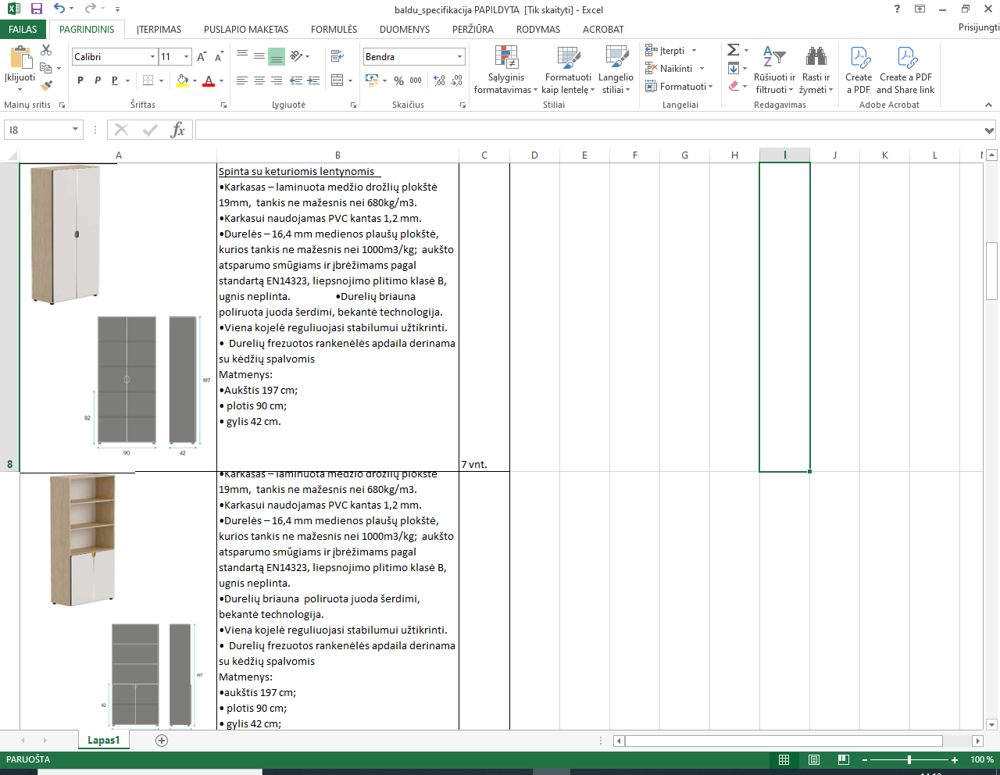 baldu_specifikacija PAPILDYTA [Tik skaityti] - Excel
Prisijungti
FAILAS PAGRINDINIS ĮTERPIMAS PUSLAPIO MAKETAS FORMULĖS DUOMENYS PERŽIŪRA RODYMAS ACROBAT
Įklijuoti
Calibri 11
P P P
A A
Bendra
% 000
Sąlyginis formatavimas
Formatuoti kaip lentelę
Langelio stiliai
Įterpti
Naikinti
Formatuoti
Rūšiuoti ir filtruoti
Rasti ir žymėti
Create a PDF
Create a PDF and Share link
Mainų sritis Šriftas Lygiuotė Skaičius Stiliai Langeliai Redagavimas Adobe Acrobat
I8
fx
A B C D E F G H I J K L
Spinta su keturiomis lentynomis
•Karkasas – laminuota medžio drožlių plokštė
19mm, tankis ne mažesnis nei 680kg/m3.
•Karkasui naudojamas PVC kantas 1,2 mm.
•Durelės – 16,4 mm medienos plaušų plokštė,
kurios tankis ne mažesnis nei 1000m3/kg; aukšto
atsparumo smūgiams ir įbrėžimams pagal
standartą EN14323, liepsnojimo plitimo klasė B,
ugnis neplinta. •Durelių briauna
poliruota juoda šerdimi, bekantė technologija.
•Viena kojelė reguliuojasi stabilumui užtikrinti.
• Durelių frezuotos rankenėlės apdaila derinama
su kėdžių spalvomis
Matmenys:
•Aukštis 197 cm;
• plotis 90 cm;
• gylis 42 cm.
197
82
90 42
8
7 vnt.
•Karkasas – laminuota medžio drožlių plokštė
19mm, tankis ne mažesnis nei 680kg/m3.
•Karkasui naudojamas PVC kantas 1,2 mm.
•Durelės – 16,4 mm medienos plaušų plokštė,
kurios tankis ne mažesnis nei 1000m3/kg; aukšto
atsparumo smūgiams ir įbrėžimams pagal
standartą EN14323, liepsnojimo plitimo klasė B,
ugnis neplinta.
•Durelių briauna poliruota juoda šerdimi,
bekantė technologija.
•Viena kojelė reguliuojasi stabilumui užtikrinti.
• Durelių frezuotos rankenėlės apdaila derinama
su kėdžių spalvomis
Matmenys:
•aukštis 197 cm;
• plotis 90 cm;
• gylis 42 cm;
197
82
Lapas1
PARUOŠTA
100 %